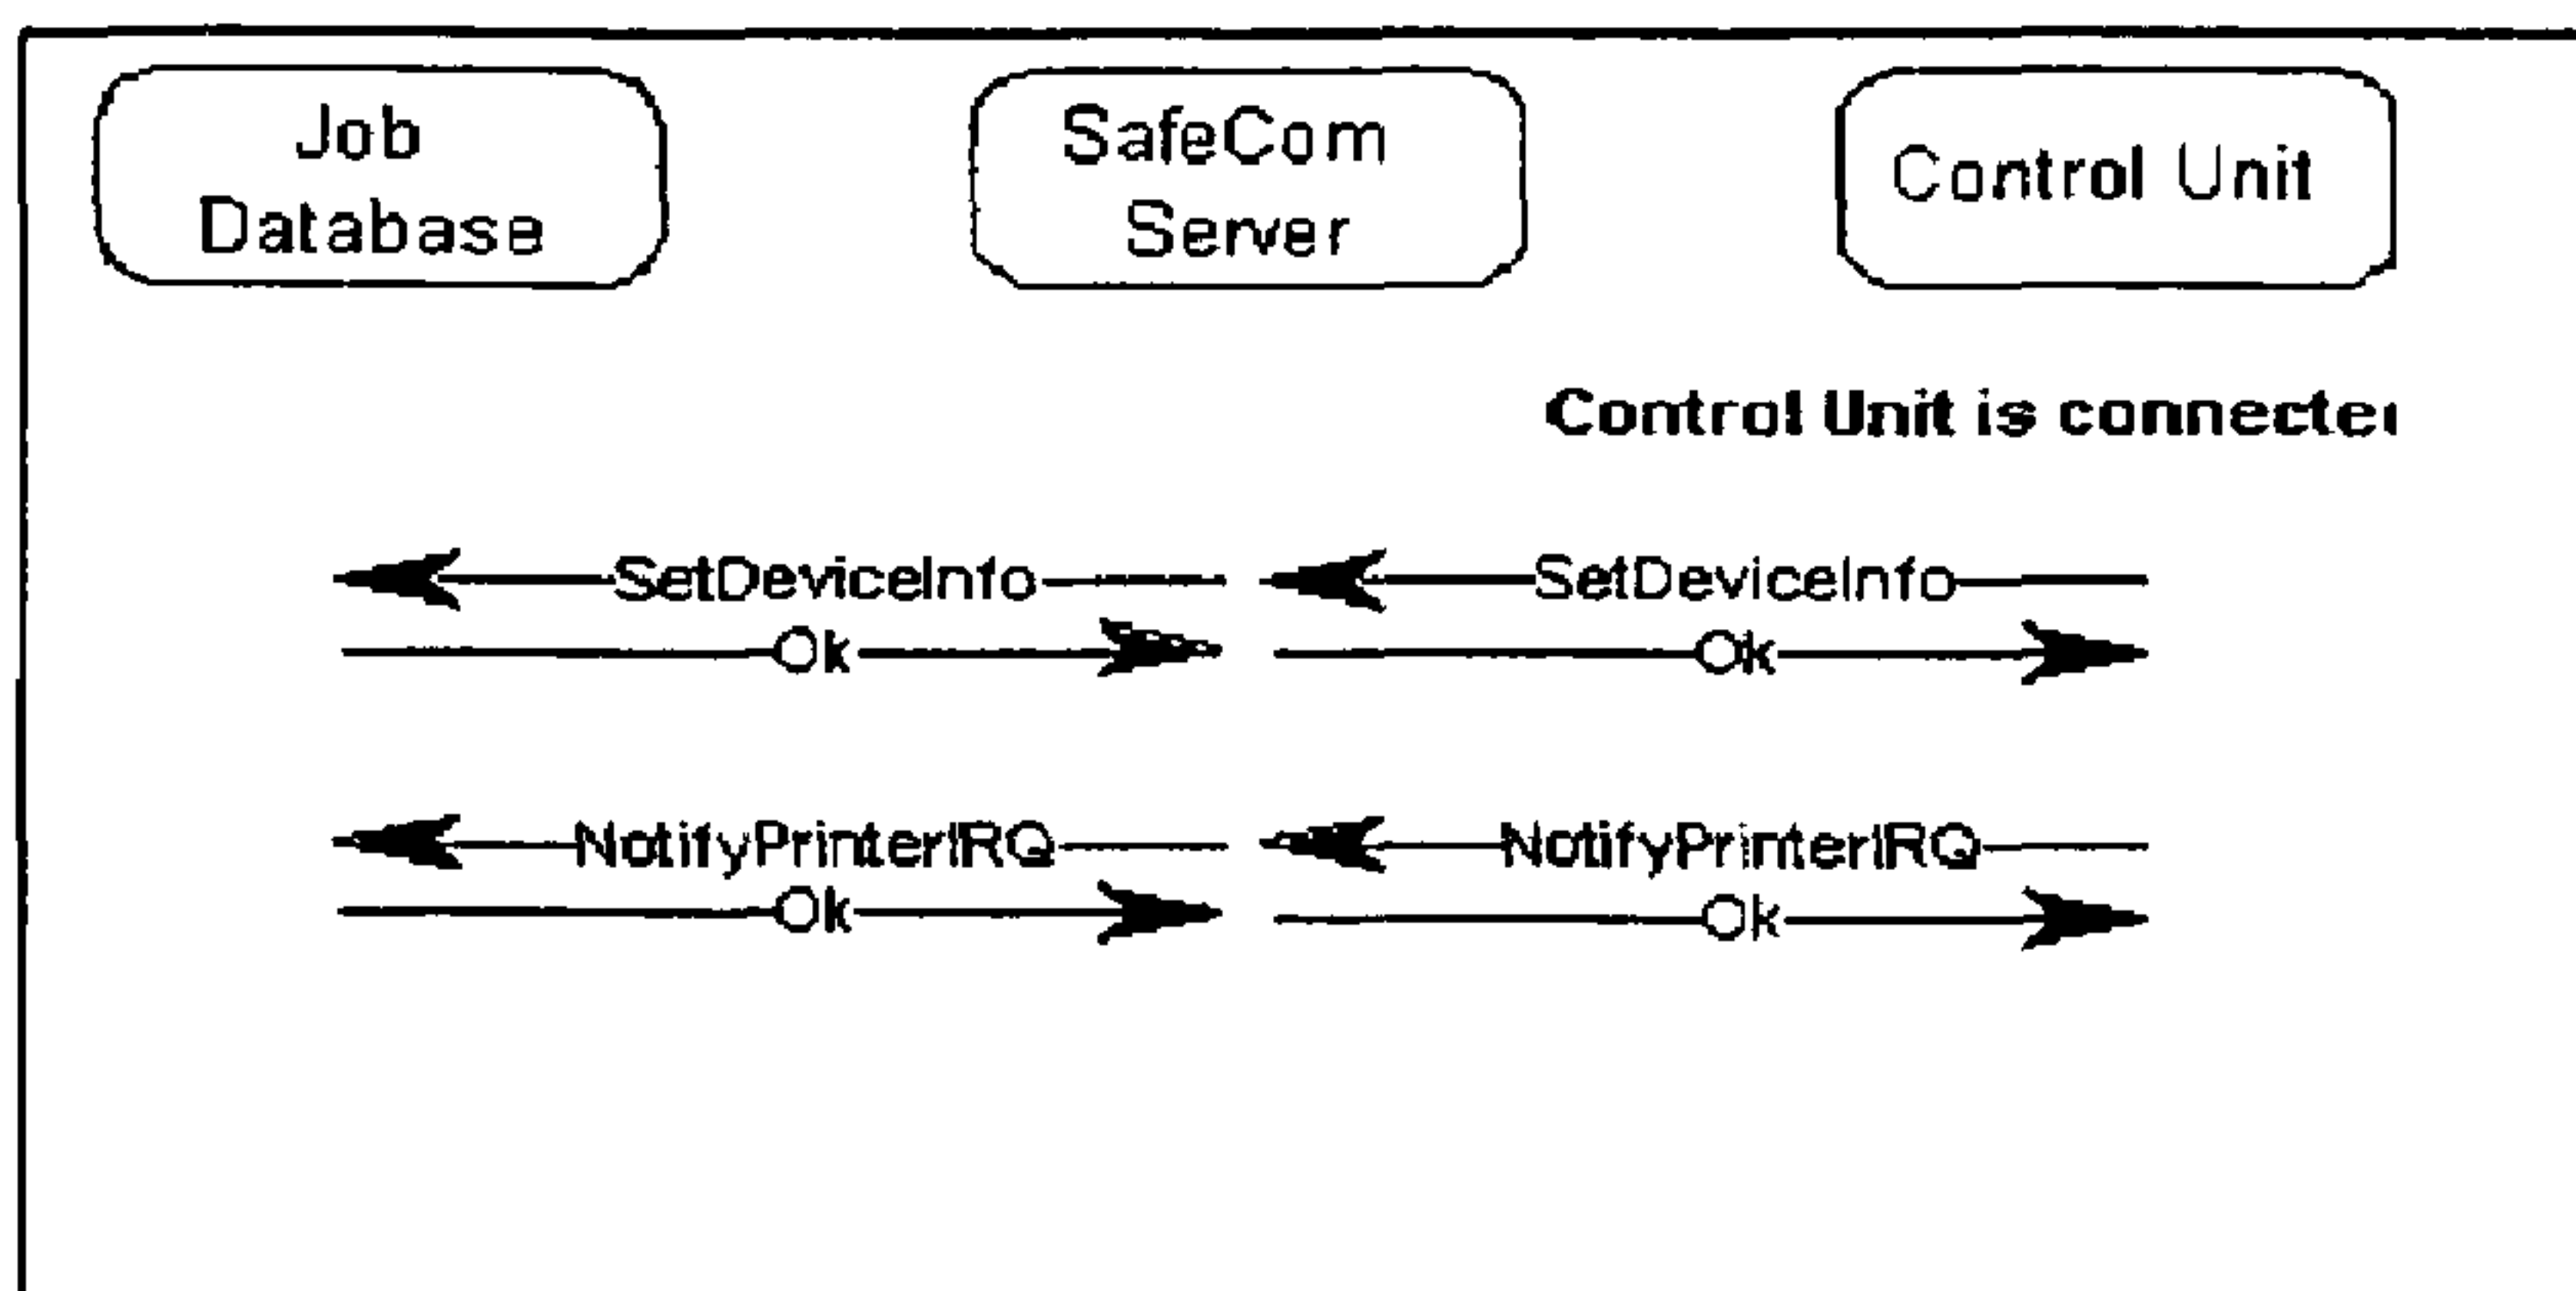 Job
Database
SafeCom
Server
Control Unit
Control Unit is connecte
SetDeviceInfo
SetDeviceInfo
Ok
Ok
NotifyPrinterIRQ
NotifyPrinterIRQ
Ok
Ok